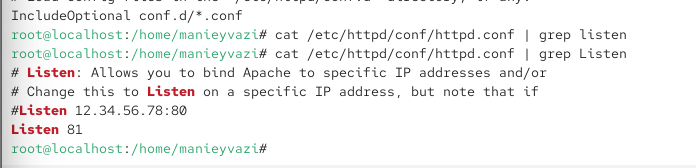 IncludeOptional conf.d/*.conf
root@localhost:/home/manieyvazi# cat /etc/httpd/conf/httpd.conf | grep listen
root@localhost:/home/manieyvazi# cat /etc/httpd/conf/httpd.conf | grep Listen
# Listen: Allows you to bind Apache to specific IP addresses and/or
# Change this to Listen on a specific IP address, but note that if
#Listen 12.34.56.78:80
Listen 81
root@localhost:/home/manieyvazi#